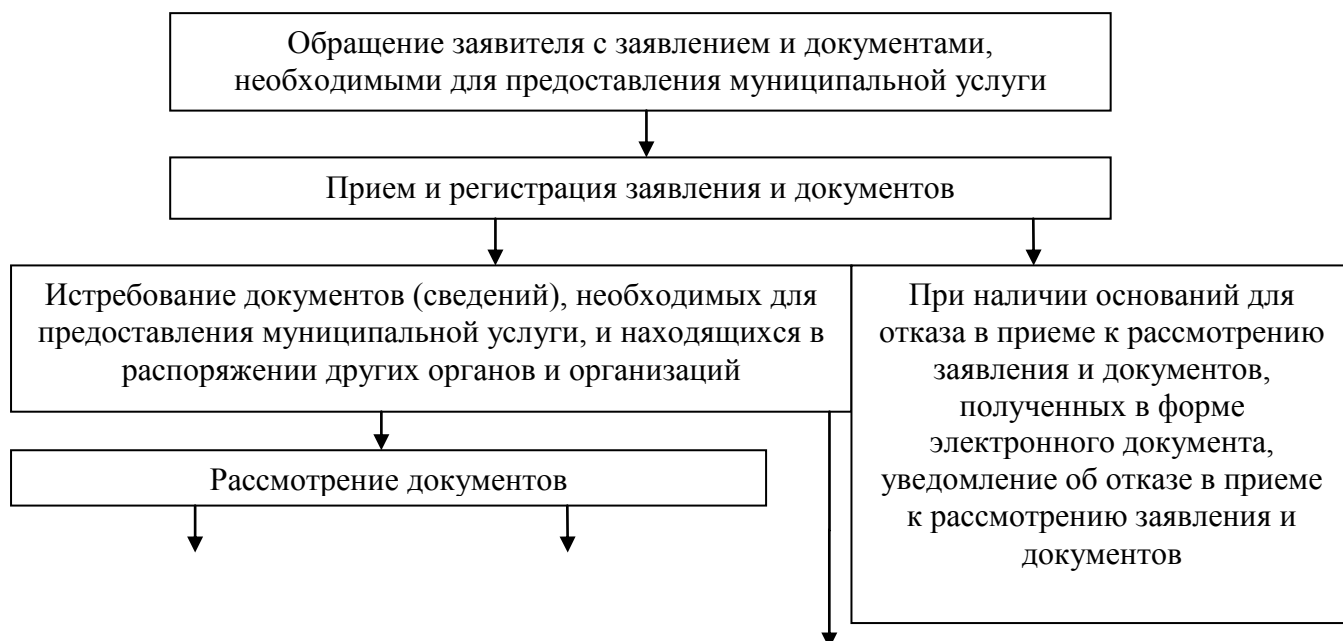 Обращение заявителя с заявлением и документами,
необходимыми для предоставления муниципальной услуги
Прием и регистрация заявления и документов
Истребование документов (сведений), необходимых для
предоставления муниципальной услуги, и находящихся в
распоряжении других органов и организаций
При наличии оснований для
отказа в приеме к рассмотрению
заявления и документов,
полученных в форме
электронного документа,
уведомление об отказе в приеме
к рассмотрению заявления и
документов
Рассмотрение документов